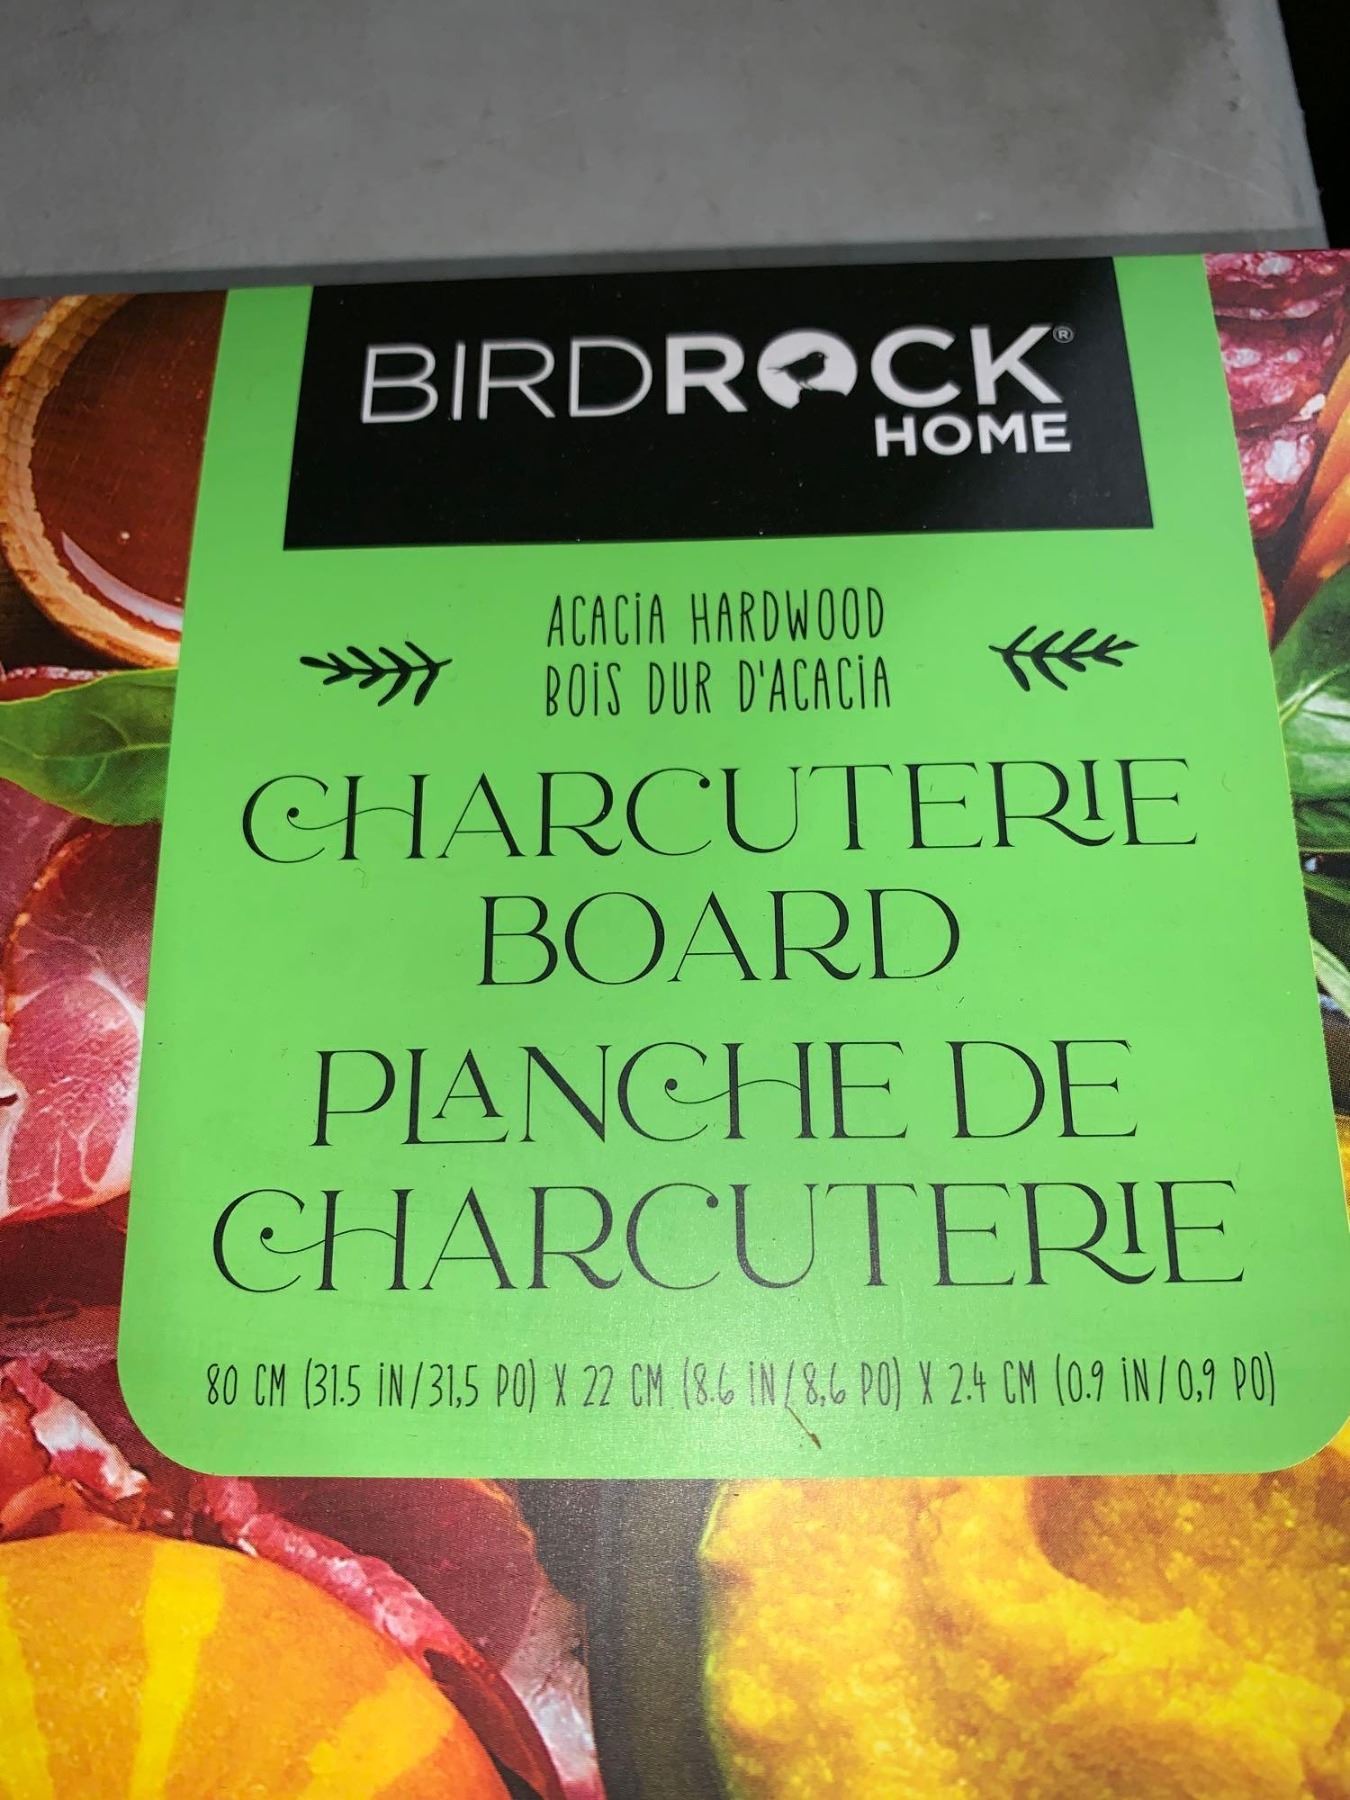 BIRDROCK®
HOME
ACACiA HARDWOOD
BOiS DUR D'ACACiA
CHARCUTERIE
BOARD
PLANCHE DE
CHARCUTERIE
80 CM (31.5 iN/31,5 PO) X 22 CM (8.6 iN/8,6 PO) X 2.4 CM (0.9 iN/0,9 PO)